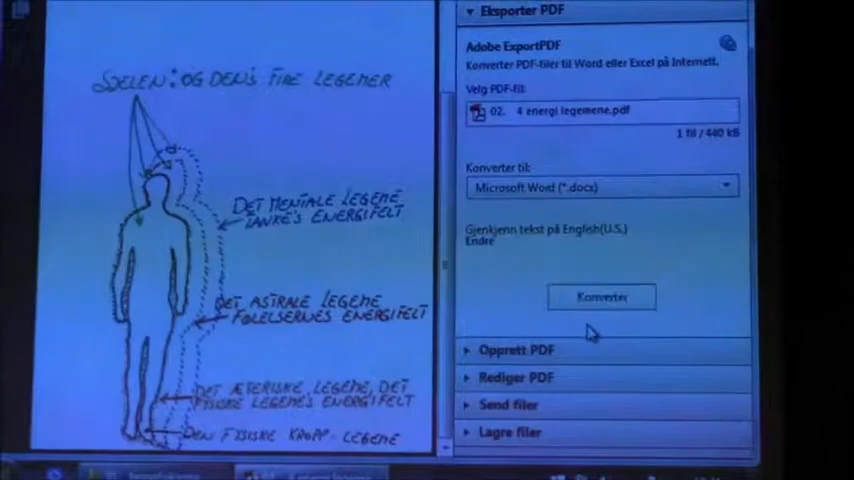 SJELEN: OG DENS FIRE LEGEMER
DET MENTALE LEGEME
TANKE'S ENERGIFELT
DET ASTRALE LEGEME
FØLELSERNES ENERGIFELT
DET ÆTERISKE LEGEME, DET
FYSISKE LEGEME'S ENERGIFELT
DEN FYSISKE KROPP - LEGEME
Eksporter PDF
Adobe ExportPDF
Konverter PDF-filer til Word eller Excel på Internett.
Velg PDF-fil:
02. 4 energi legemene.pdf
1 fil / 440 kB
Konverter til:
Microsoft Word (*.docx)
Gjenkjenn tekst på English(U.S.)
Endre
Konverter
Opprett PDF
Rediger PDF
Send filer
Lagre filer